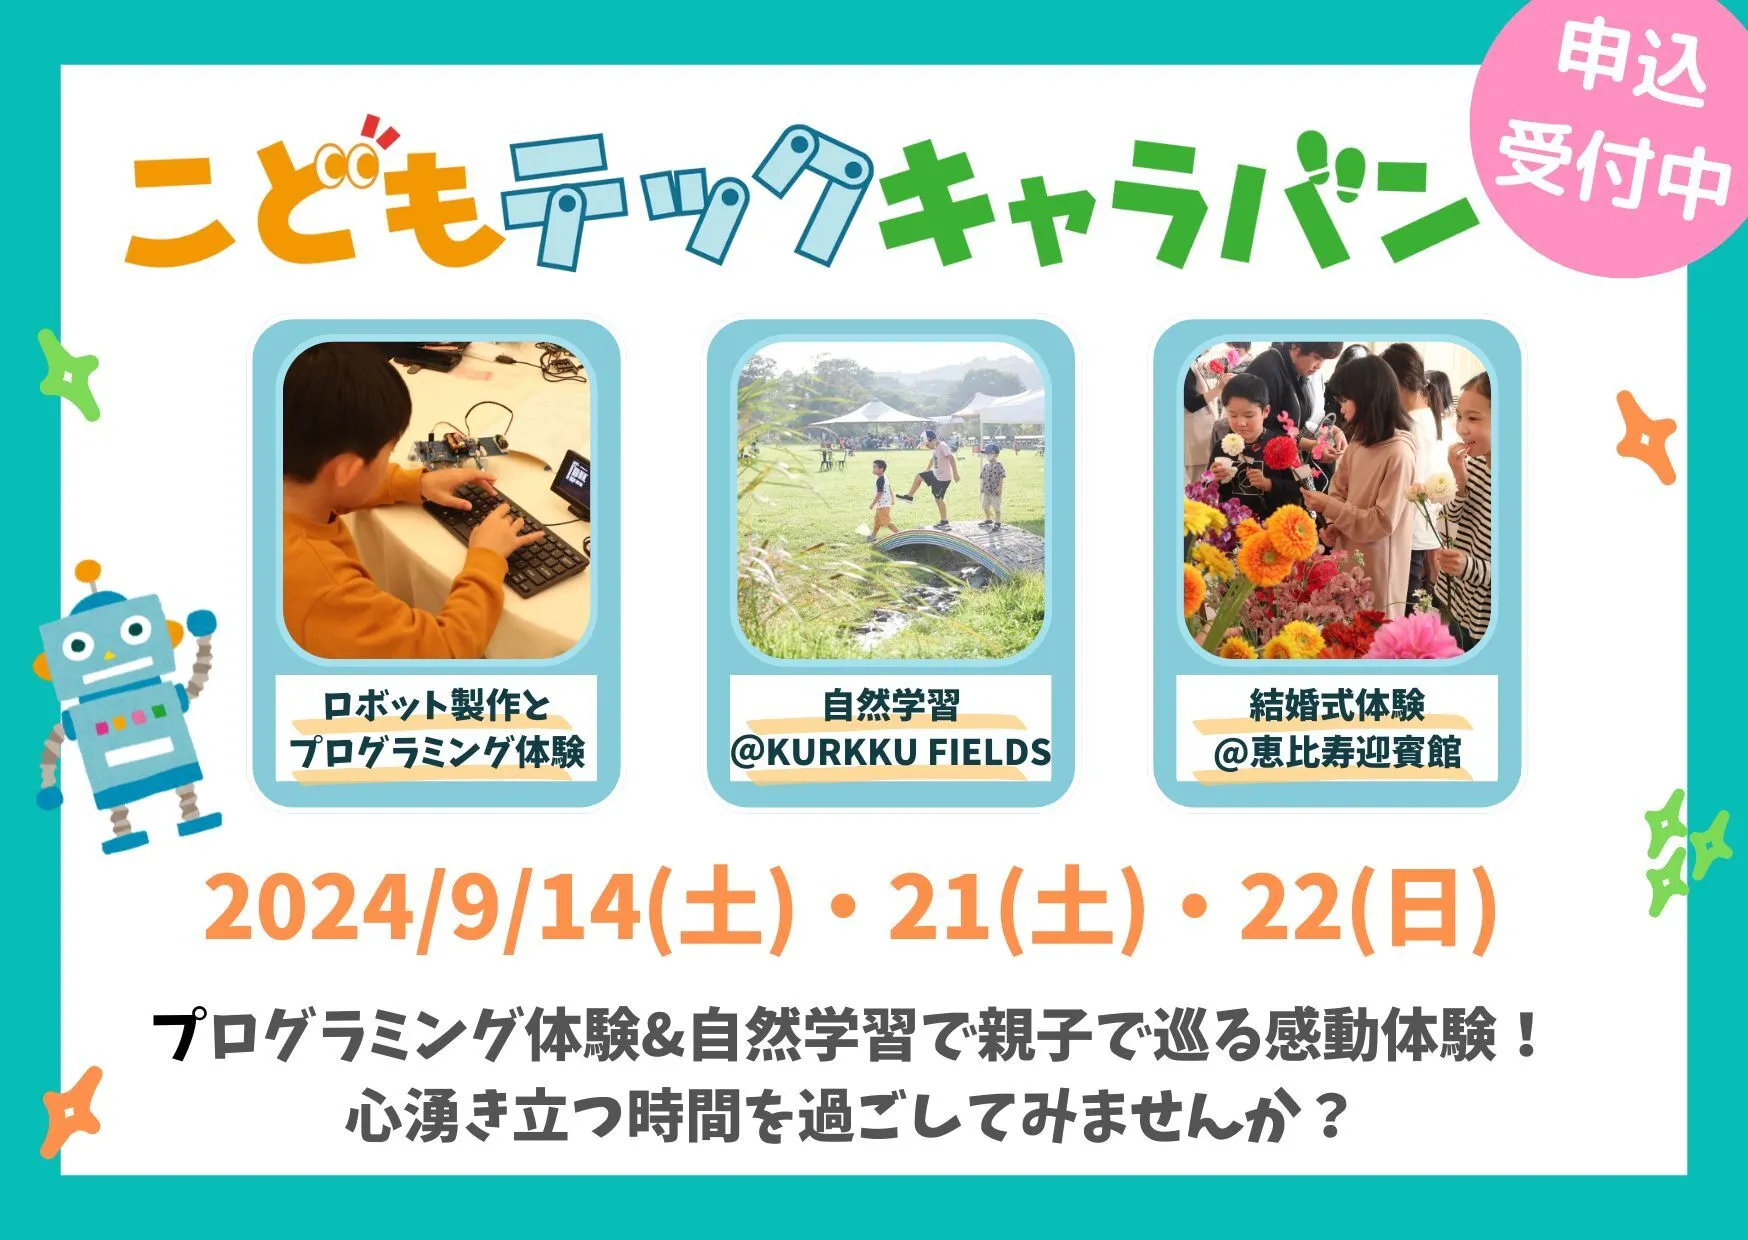 申込
受付中
こどもテックキャラバン
ロボット製作と
プログラミング体験
自然学習
@KURKKU FIELDS
結婚式体験
@恵比寿迎賓館
2024/9/14(土)・21(土)・22(日)
プログラミング体験&自然学習で親子で巡る感動体験！
心湧き立つ時間を過ごしてみませんか？